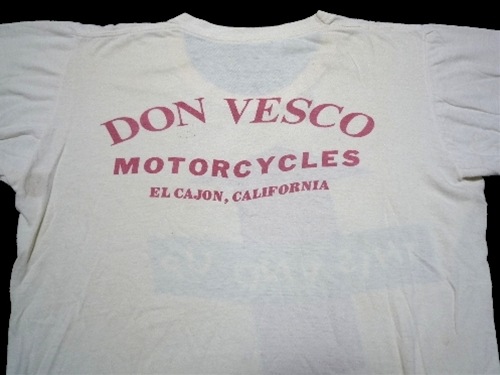 DON VESCO
MOTORCYCLES
EL CAJON, CALIFORNIA